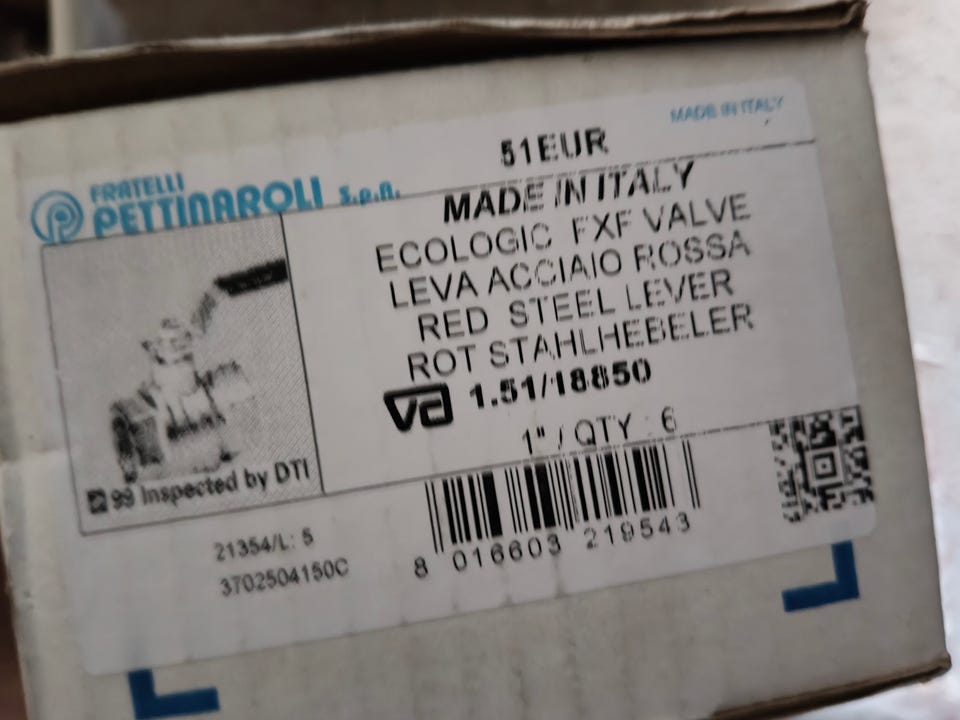 MADE IN ITALY
FRATELLI
PETTINAROLI S.p.A.
51EUR
MADE IN ITALY
ECOLOGIC FXF VALVE
LEVA ACCIAIO ROSSA
RED STEEL LEVER
ROT STAHLHEBELER
va 1.51/18850
1" / QTY : 6
99 Inspected by DTI
21354/L: 5
3702504150C
8 016603 219543